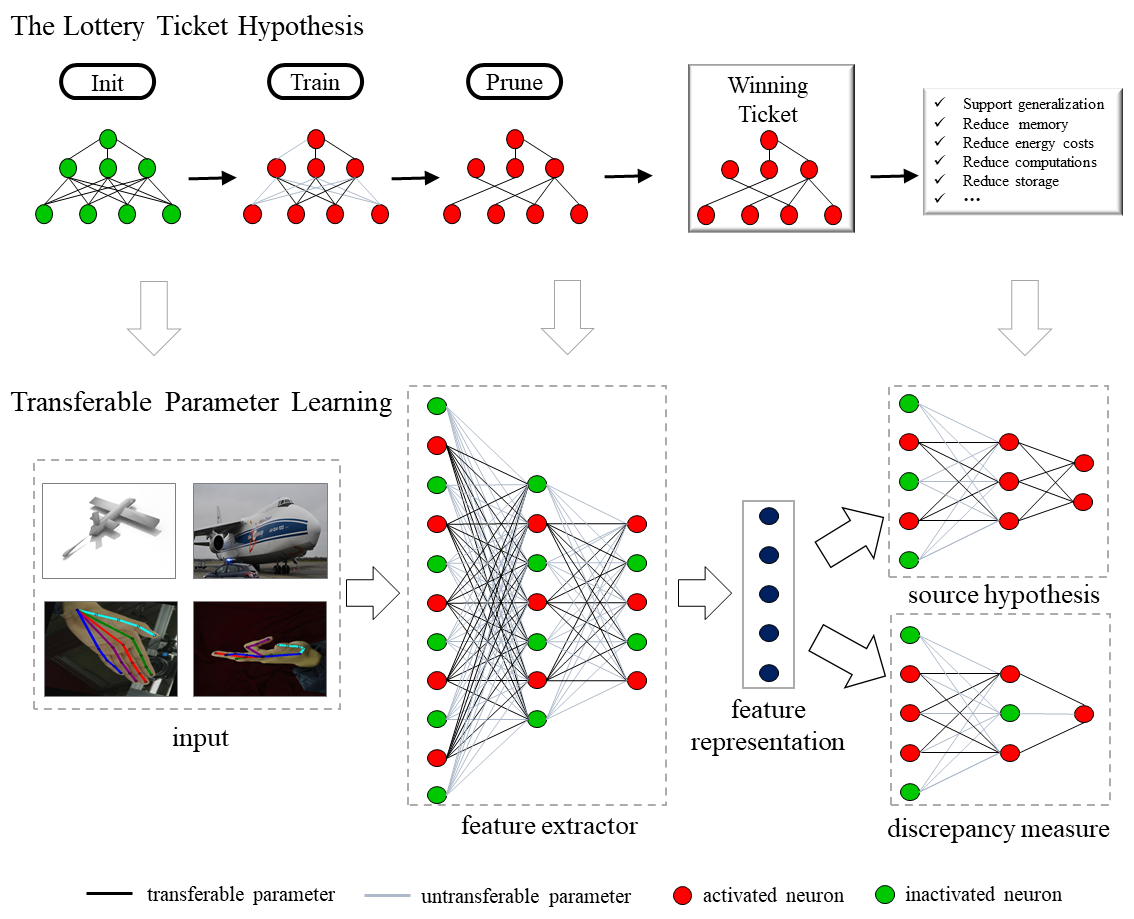 The Lottery Ticket Hypothesis
Init
Train
Prune
Winning
Ticket
✓ Support generalization
✓ Reduce memory
✓ Reduce energy costs
✓ Reduce computations
✓ Reduce storage
✓ ...
Transferable Parameter Learning
input
feature extractor
feature
representation
source hypothesis
discrepancy measure
transferable parameter
untransferable parameter
activated neuron
inactivated neuron